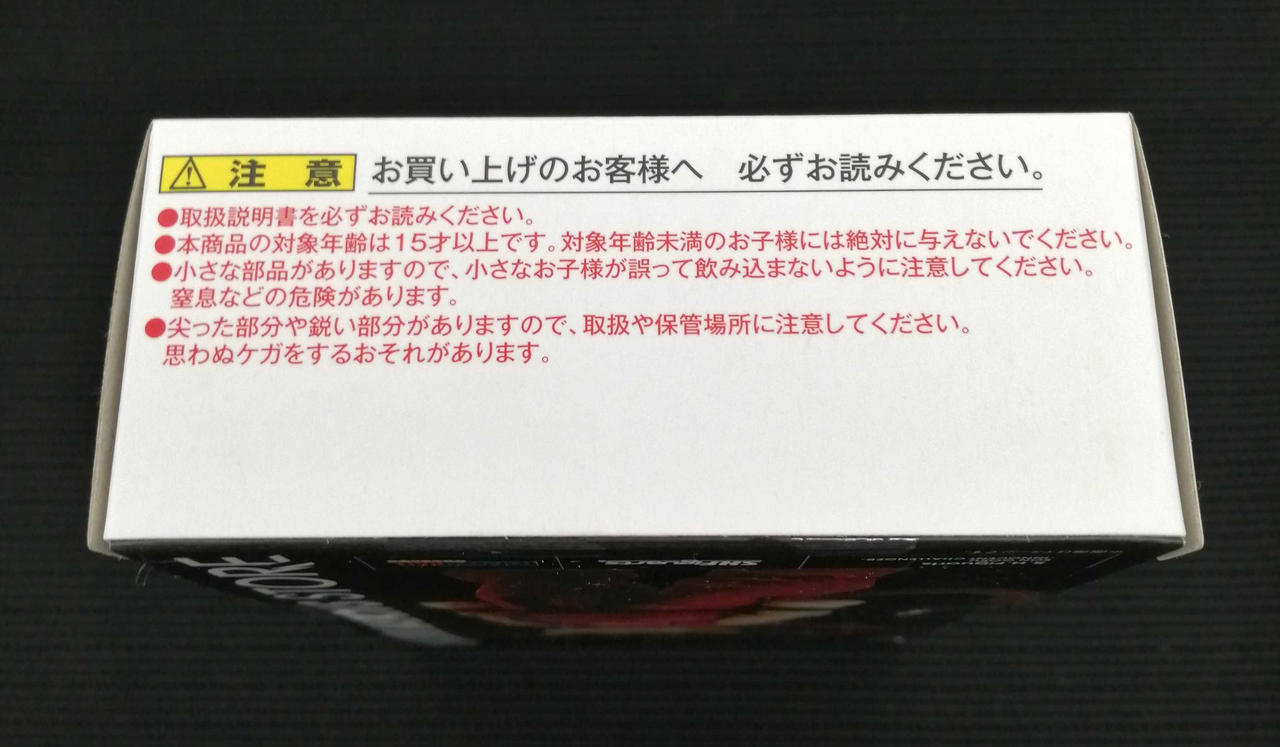 注 意 お買い上げのお客様へ 必ずお読みください。
●取扱説明書を必ずお読みください。
●本商品の対象年齢は15才以上です。対象年齢未満のお子様には絶対に与えないでください。
●小さな部品がありますので、小さなお子様が誤って飲み込まないように注意してください。
窒息などの危険があります。
●尖った部分や鋭い部分がありますので、取扱や保管場所に注意してください。
思わぬケガをするおそれがあります。